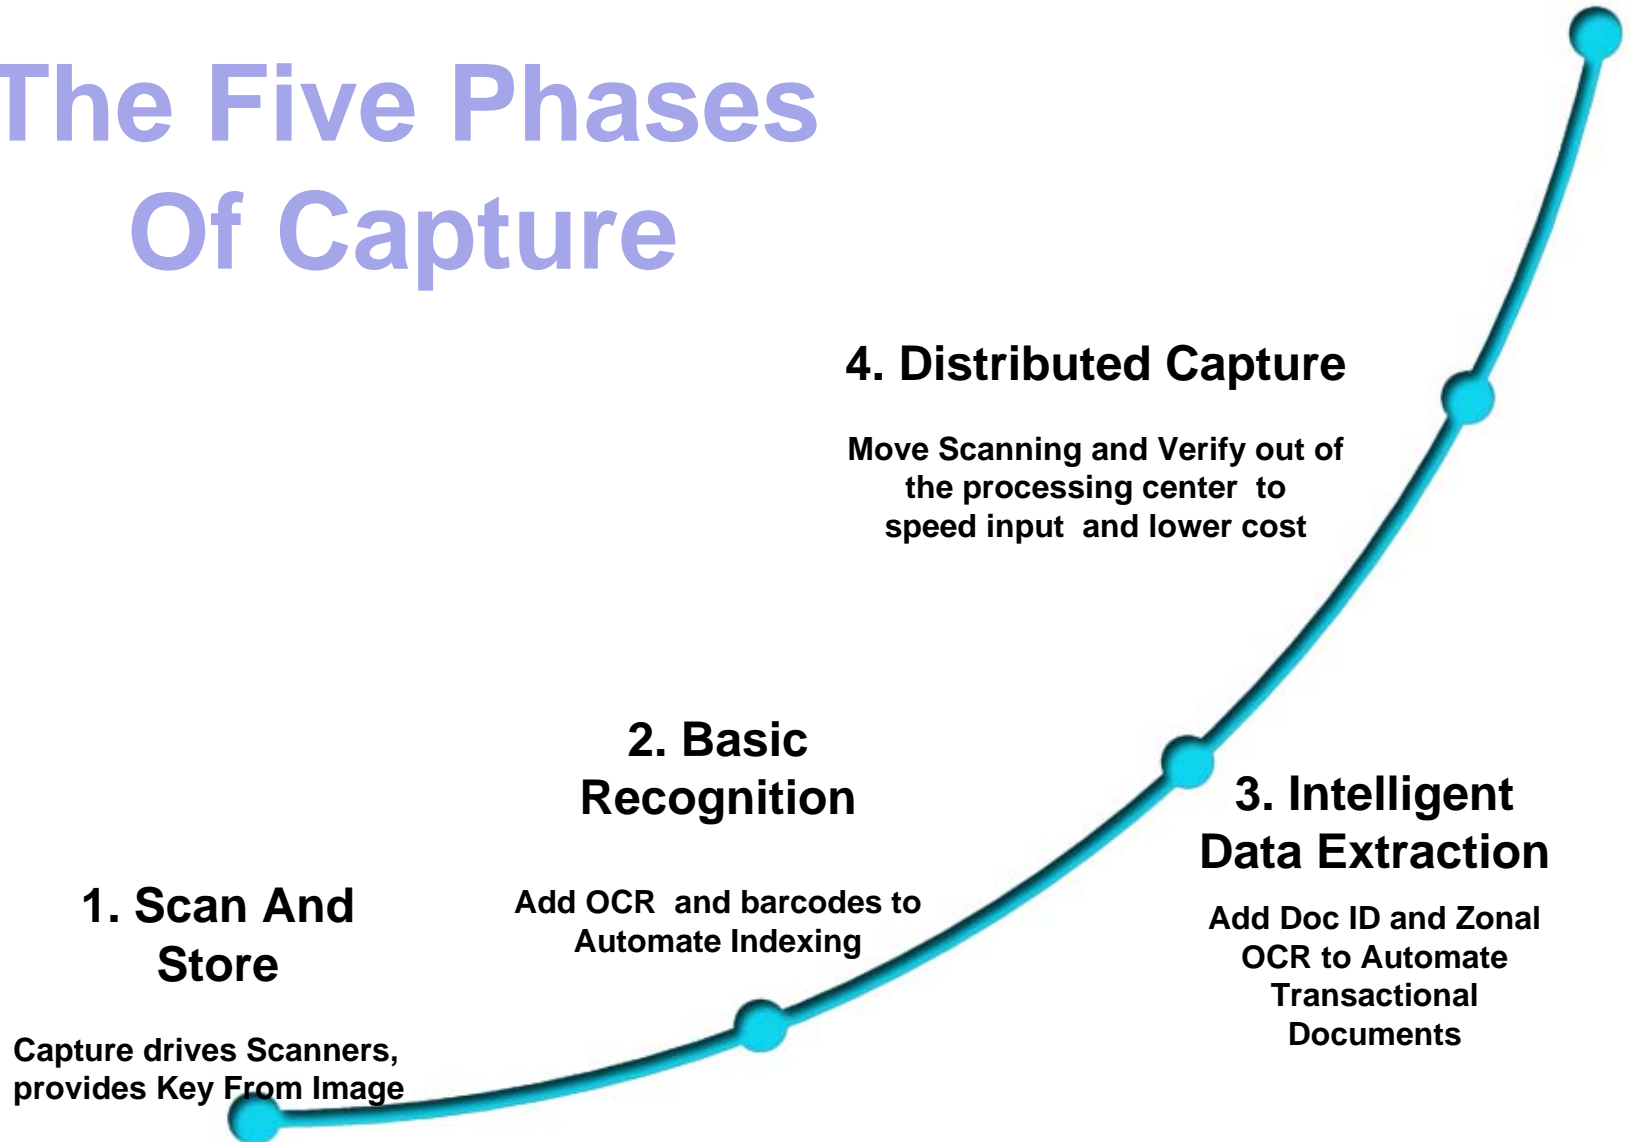 The Five Phases
Of Capture
4. Distributed Capture
Move Scanning and Verify out of
the processing center to
speed input and lower cost
2. Basic
Recognition
Add OCR and barcodes to
Automate Indexing
3. Intelligent
Data Extraction
Add Doc ID and Zonal
OCR to Automate
Transactional
Documents
1. Scan And
Store
Capture drives Scanners,
provides Key From Image